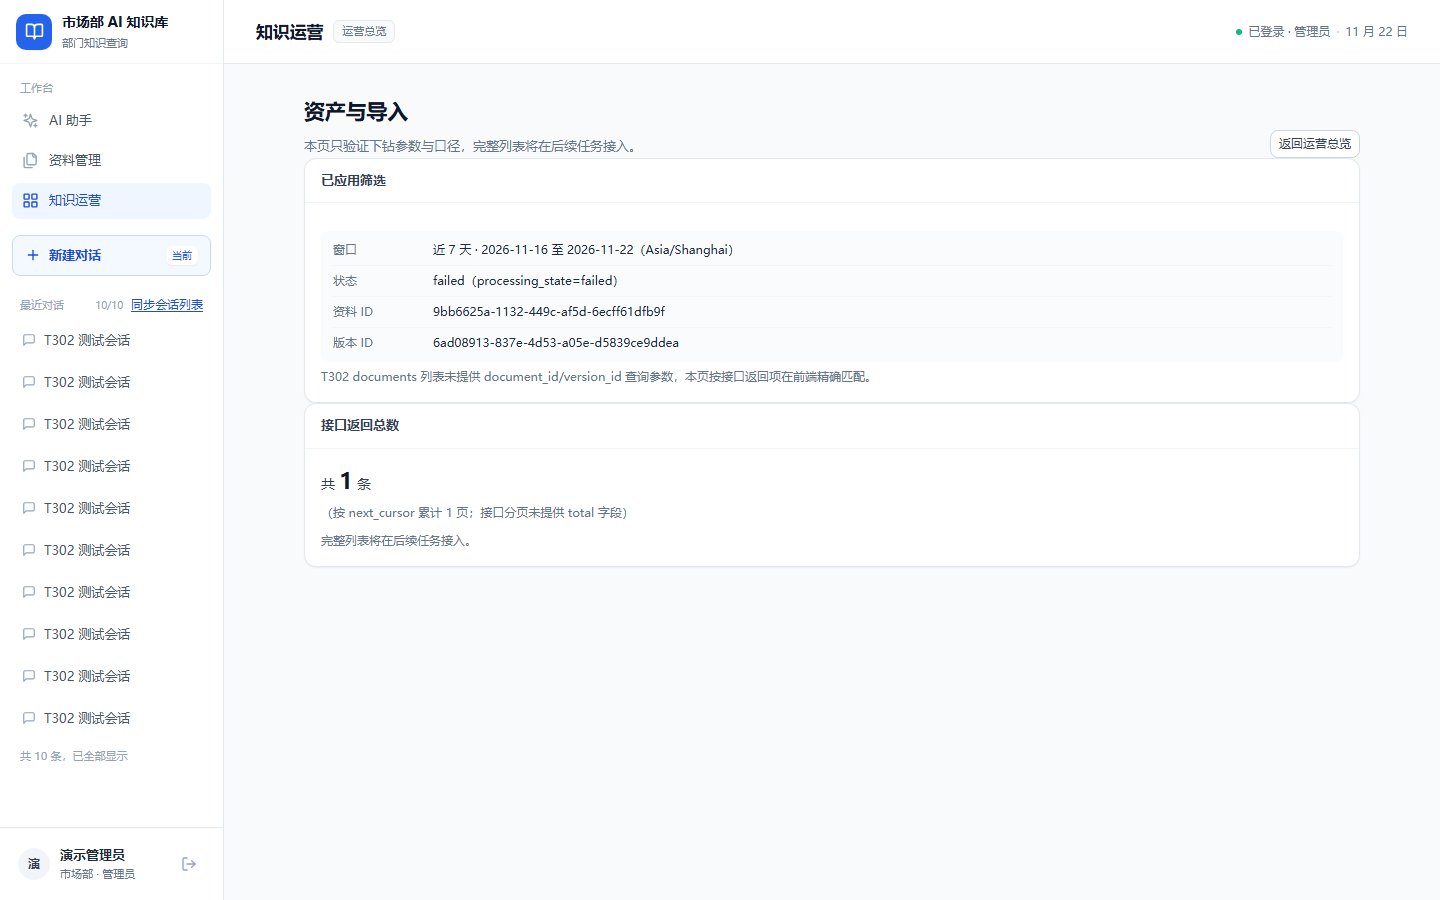 市场部 AI 知识库
部门知识查询
工作台
AI 助手
资料管理
知识运营
新建对话 当前
最近对话 10/10 同步会话列表
T302 测试会话
T302 测试会话
T302 测试会话
T302 测试会话
T302 测试会话
T302 测试会话
T302 测试会话
T302 测试会话
T302 测试会话
T302 测试会话
共 10 条，已全部显示
演 演示管理员
市场部 · 管理员
知识运营 运营总览
已登录 · 管理员 · 11 月 22 日
资产与导入
本页只验证下钻参数与口径，完整列表将在后续任务接入。
返回运营总览
已应用筛选
窗口 近 7 天 · 2026-11-16 至 2026-11-22（Asia/Shanghai）
状态 failed（processing_state=failed）
资料 ID 9bb6625a-1132-449c-af5d-6ecff61dfb9f
版本 ID 6ad08913-837e-4d53-a05e-d5839ce9ddea
T302 documents 列表未提供 document_id/version_id 查询参数，本页按接口返回项在前端精确匹配。
接口返回总数
共 1 条
（按 next_cursor 累计 1 页；接口分页未提供 total 字段）
完整列表将在后续任务接入。